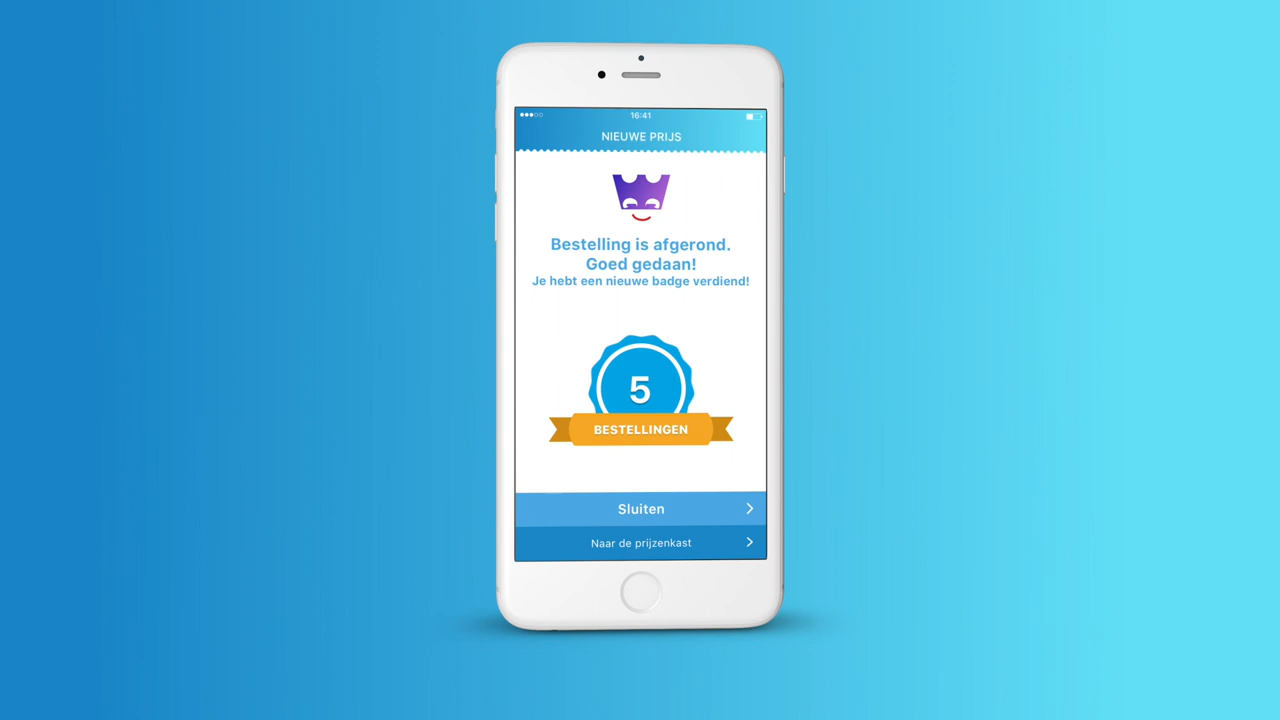 16:41
NIEUWE PRIJS
Bestelling is afgerond.
Goed gedaan!
Je hebt een nieuwe badge verdiend!
5
BESTELLINGEN
Sluiten
Naar de prijzenkast